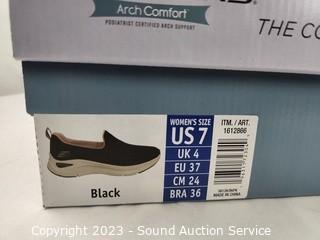 Arch Comfort
PODIATRIST CERTIFIED ARCH SUPPORT
THE CO
WOMEN'S SIZE
US 7
UK 4
EU 37
CM 24
BRA 36
ITM. / ART.
1612866
MADE IN CHINA
Black
Copyright © 2023 - Sound Auction Service